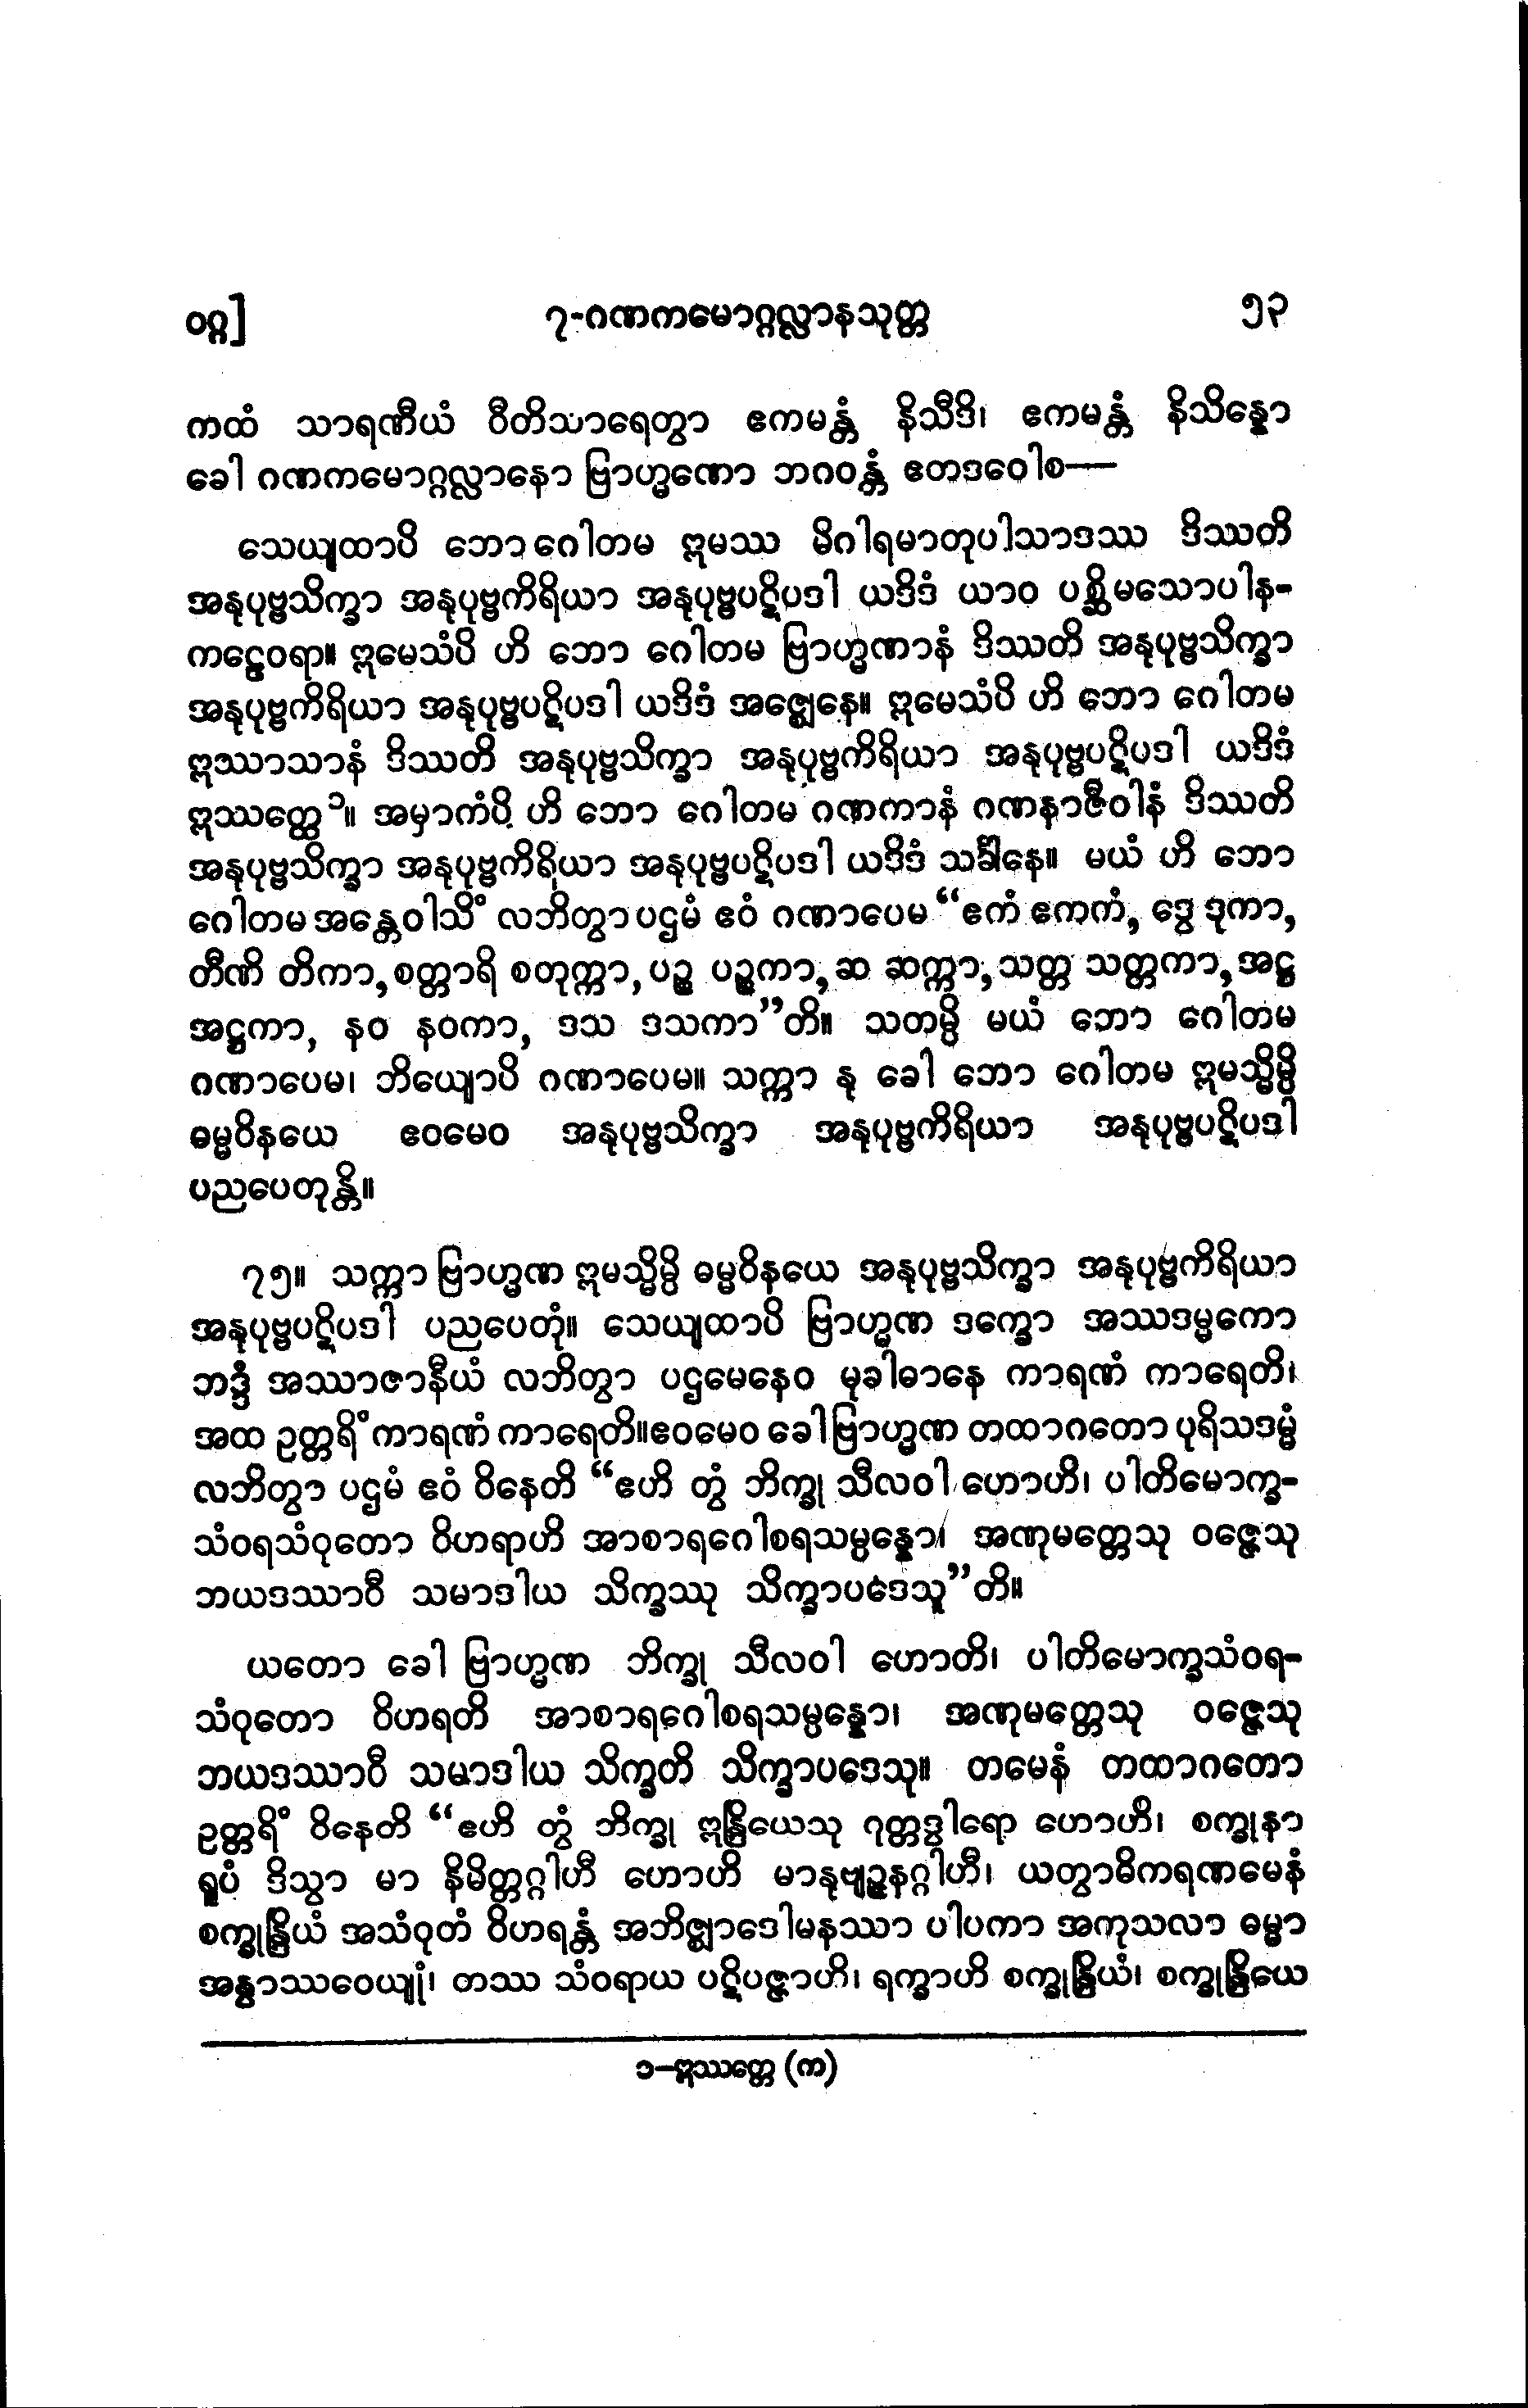 ဝဂ္ဂ]
၇-ဂဏကမောဂ္ဂလ္လာနသုတ္တ
၅၃
ကထံ သာရဏီယံ ဝီတိသာရေတွာ ဧကမန္တံ နိသီဒိ၊ ဧကမန္တံ နိသိန္နော
ခေါ ဂဏကမောဂ္ဂလ္လာနော ဗြာဟ္မဏော ဘဂဝန္တံ ဧတဒဝေါစ—
သေယျထာပိ ဘော ဂေါတမ ဣမဿ မိဂါရမာတုပါသာဒဿ ဒိဿတိ
အနုပုဗ္ဗသိက္ခာ အနုပုဗ္ဗကိရိယာ အနုပုဗ္ဗပဋိပဒါ ယဒိဒံ ယာဝ ပစ္ဆိမသောပါန-
ကဠေဝရာ။ ဣမေသံပိ ဟိ ဘော ဂေါတမ ဗြာဟ္မဏာနံ ဒိဿတိ အနုပုဗ္ဗသိက္ခာ
အနုပုဗ္ဗကိရိယာ အနုပုဗ္ဗပဋိပဒါ ယဒိဒံ အဇ္ဈေနေ။ ဣမေသံပိ ဟိ ဘော ဂေါတမ
ဣဿာသာနံ ဒိဿတိ အနုပုဗ္ဗသိက္ခာ အနုပုဗ္ဗကိရိယာ အနုပုဗ္ဗပဋိပဒါ ယဒိဒံ
ဣဿတ္ထေ၁။ အမှာကံပိ ဟိ ဘော ဂေါတမ ဂဏကာနံ ဂဏနာဇီဝါနံ ဒိဿတိ
အနုပုဗ္ဗသိက္ခာ အနုပုဗ္ဗကိရိယာ အနုပုဗ္ဗပဋိပဒါ ယဒိဒံ သင်္ခါနေ။ မယံ ဟိ ဘော
ဂေါတမ အန္တေဝါသိံ လဘိတွာ ပဌမံ ဧဝံ ဂဏာပေမ “ဧကံ ဧကကံ, ဒွေ ဒုကာ,
တီဏိ တိကာ, စတ္တာရိ စတုက္ကာ, ပဉ္စ ပဉ္စကာ, ဆ ဆက္ကာ, သတ္တ သတ္တကာ, အဋ္ဌ
အဋ္ဌကာ, နဝ နဝကာ, ဒသ ဒသကာ”တိ။ သတမ္ပိ မယံ ဘော ဂေါတမ
ဂဏာပေမ၊ ဘိယျောပိ ဂဏာပေမ။ သက္ကာ နု ခေါ ဘော ဂေါတမ ဣမသ္မိမ္ပိ
ဓမ္မဝိနယေ ဧဝမေဝ အနုပုဗ္ဗသိက္ခာ အနုပုဗ္ဗကိရိယာ အနုပုဗ္ဗပဋိပဒါ
ပညပေတုန္တိ။
၇၅။ သက္ကာ ဗြာဟ္မဏ ဣမသ္မိမ္ပိ ဓမ္မဝိနယေ အနုပုဗ္ဗသိက္ခာ အနုပုဗ္ဗကိရိယာ
အနုပုဗ္ဗပဋိပဒါ ပညပေတုံ။ သေယျထာပိ ဗြာဟ္မဏ ဒက္ခော အဿဒမ္မကော
ဘဒ္ဒံ အဿာဇာနီယံ လဘိတွာ ပဌမေနေဝ မုခါဓာနေ ကာရဏံ ကာရေတိ၊
အထ ဥတ္တရိံ ကာရဏံ ကာရေတိ။ ဧဝမေဝ ခေါ ဗြာဟ္မဏ တထာဂတော ပုရိသဒမ္မံ
လဘိတွာ ပဌမံ ဧဝံ ဝိနေတိ “ဧဟိ တွံ ဘိက္ခု သီလဝါ ဟောဟိ၊ ပါတိမောက္ခ-
သံဝရသံဝုတော ဝိဟရာဟိ အာစာရဂေါစရသမ္ပန္နော၊ အဏုမတ္တေသု ဝဇ္ဇေသု
ဘယဒဿာဝီ သမာဒါယ သိက္ခဿု သိက္ခာပဒေသူ”တိ။
ယတော ခေါ ဗြာဟ္မဏ ဘိက္ခု သီလဝါ ဟောတိ၊ ပါတိမောက္ခသံဝရ-
သံဝုတော ဝိဟရတိ အာစာရဂေါစရသမ္ပန္နော၊ အဏုမတ္တေသု ဝဇ္ဇေသု
ဘယဒဿာဝီ သမာဒါယ သိက္ခတိ သိက္ခာပဒေသု။ တမေနံ တထာဂတော
ဥတ္တရိံ ဝိနေတိ “ဧဟိ တွံ ဘိက္ခု ဣန္ဒြိယေသု ဂုတ္တဒွါရော ဟောဟိ၊ စက္ခုနာ
ရူပံ ဒိသွာ မာ နိမိတ္တဂ္ဂါဟီ ဟောဟိ မာနုဗျဉ္ဇနဂ္ဂါဟီ၊ ယတွာဓိကရဏမေနံ
စက္ခုန္ဒြိယံ အသံဝုတံ ဝိဟရန္တံ အဘိဇ္ဈာဒေါမနဿာ ပါပကာ အကုသလာ ဓမ္မာ
အန္ဝာဿဝေယျုံ၊ တဿ သံဝရာယ ပဋိပဇ္ဇာဟိ၊ ရက္ခာဟိ စက္ခုန္ဒြိယံ၊ စက္ခုန္ဒြိယေ
၁—ဣဿတ္တေ (က)